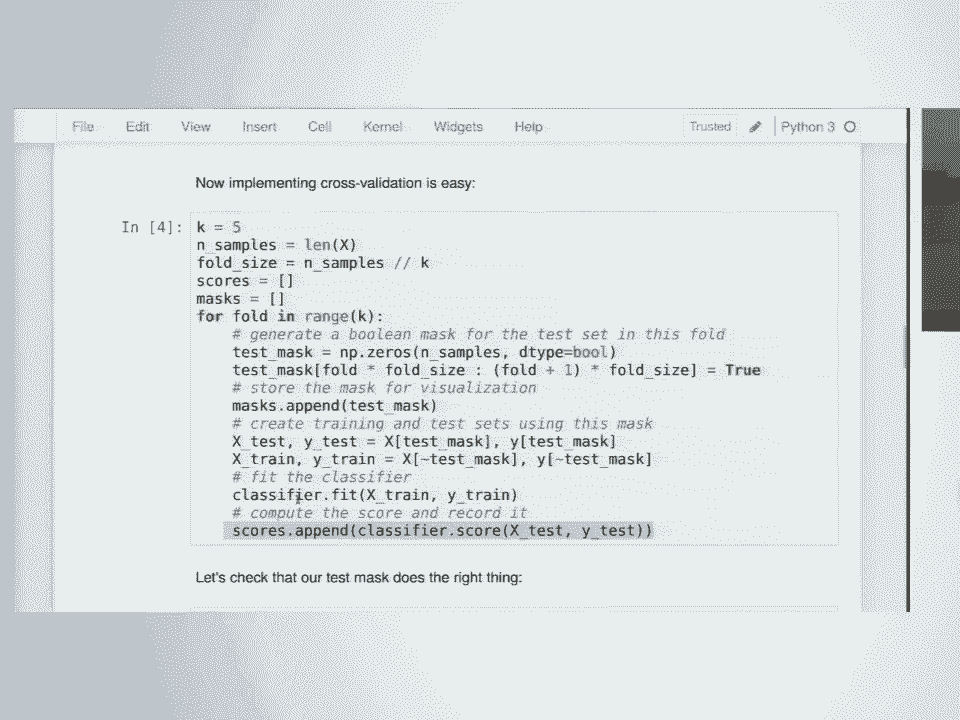 File Edit View Insert Cell Kernel Widgets Help Trusted Python 3
Now implementing cross-validation is easy:
In [4]: k = 5
n_samples = len(X)
fold_size = n_samples // k
scores = []
masks = []
for fold in range(k):
# generate a boolean mask for the test set in this fold
test_mask = np.zeros(n_samples, dtype=bool)
test_mask[fold * fold_size : (fold + 1) * fold_size] = True
# store the mask for visualization
masks.append(test_mask)
# create training and test sets using this mask
X_test, y_test = X[test_mask], y[test_mask]
X_train, y_train = X[~test_mask], y[~test_mask]
# fit the classifier
classifier.fit(X_train, y_train)
# compute the score and record it
scores.append(classifier.score(X_test, y_test))
Let's check that our test mask does the right thing: